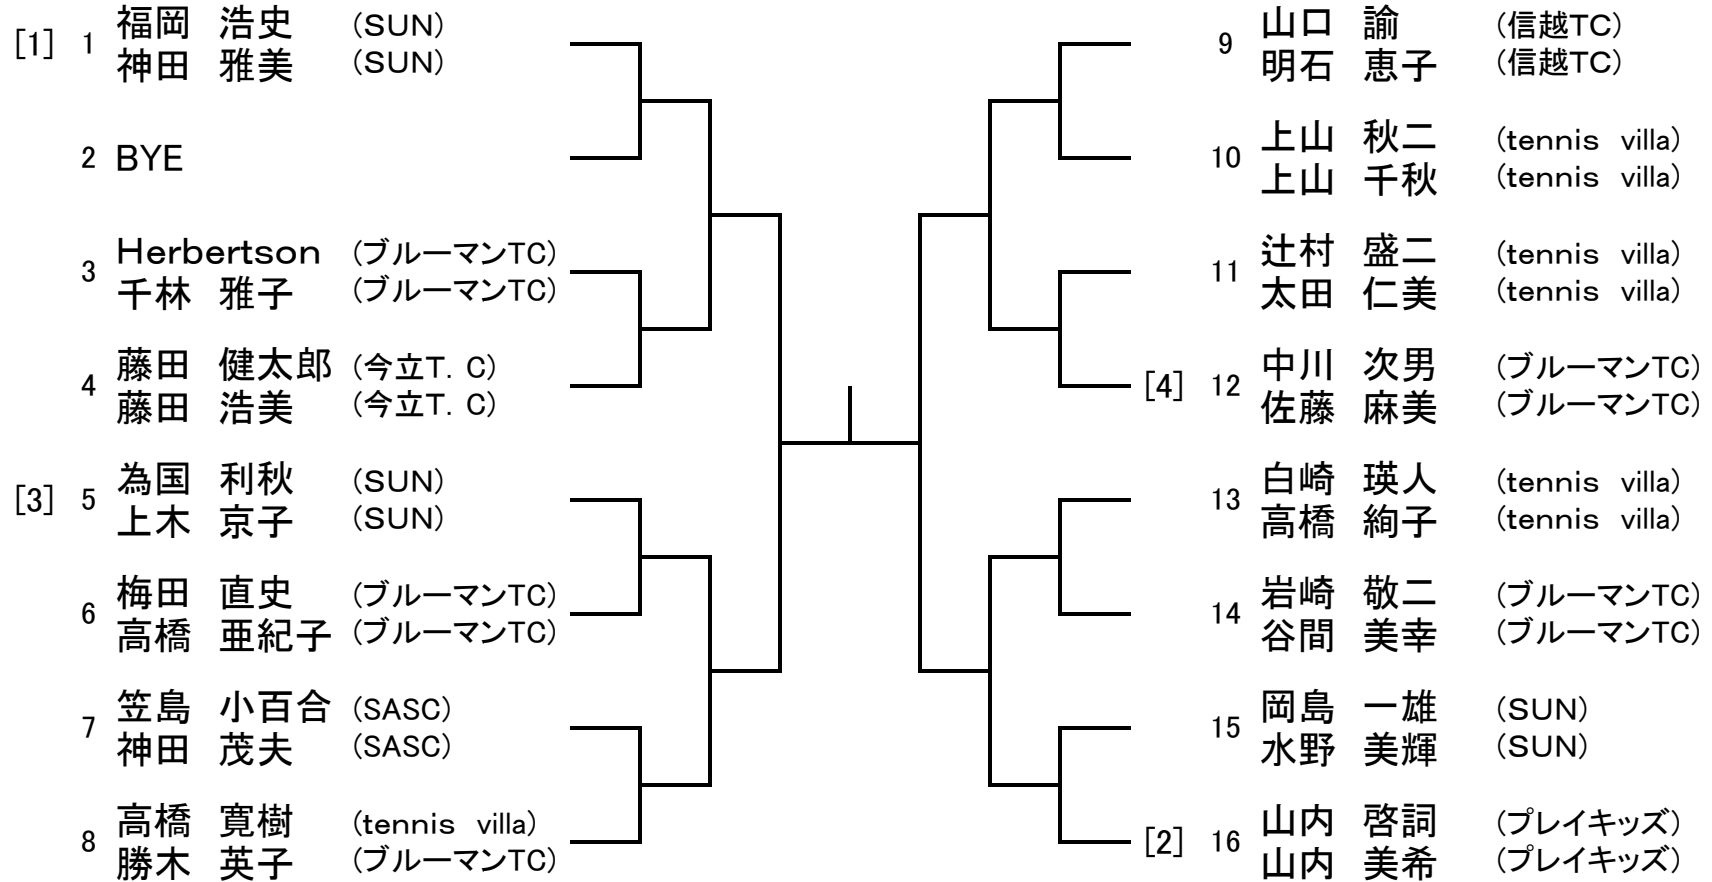 [1] 1 福岡 浩史 (SUN)
神田 雅美 (SUN)
2 BYE
3 Herbertson (ブルーマンTC)
千林 雅子 (ブルーマンTC)
4 藤田 健太郎 (今立T. C)
藤田 浩美 (今立T. C)
[3] 5 為国 利秋 (SUN)
上木 京子 (SUN)
6 梅田 直史 (ブルーマンTC)
高橋 亜紀子 (ブルーマンTC)
7 笠島 小百合 (SASC)
神田 茂夫 (SASC)
8 高橋 寛樹 (tennis villa)
勝木 英子 (ブルーマンTC)
9 山口 諭 (信越TC)
明石 恵子 (信越TC)
10 上山 秋二 (tennis villa)
上山 千秋 (tennis villa)
11 辻村 盛二 (tennis villa)
太田 仁美 (tennis villa)
[4] 12 中川 次男 (ブルーマンTC)
佐藤 麻美 (ブルーマンTC)
13 白崎 瑛人 (tennis villa)
高橋 絢子 (tennis villa)
14 岩崎 敬二 (ブルーマンTC)
谷間 美幸 (ブルーマンTC)
15 岡島 一雄 (SUN)
水野 美輝 (SUN)
[2] 16 山内 啓詞 (プレイキッズ)
山内 美希 (プレイキッズ)